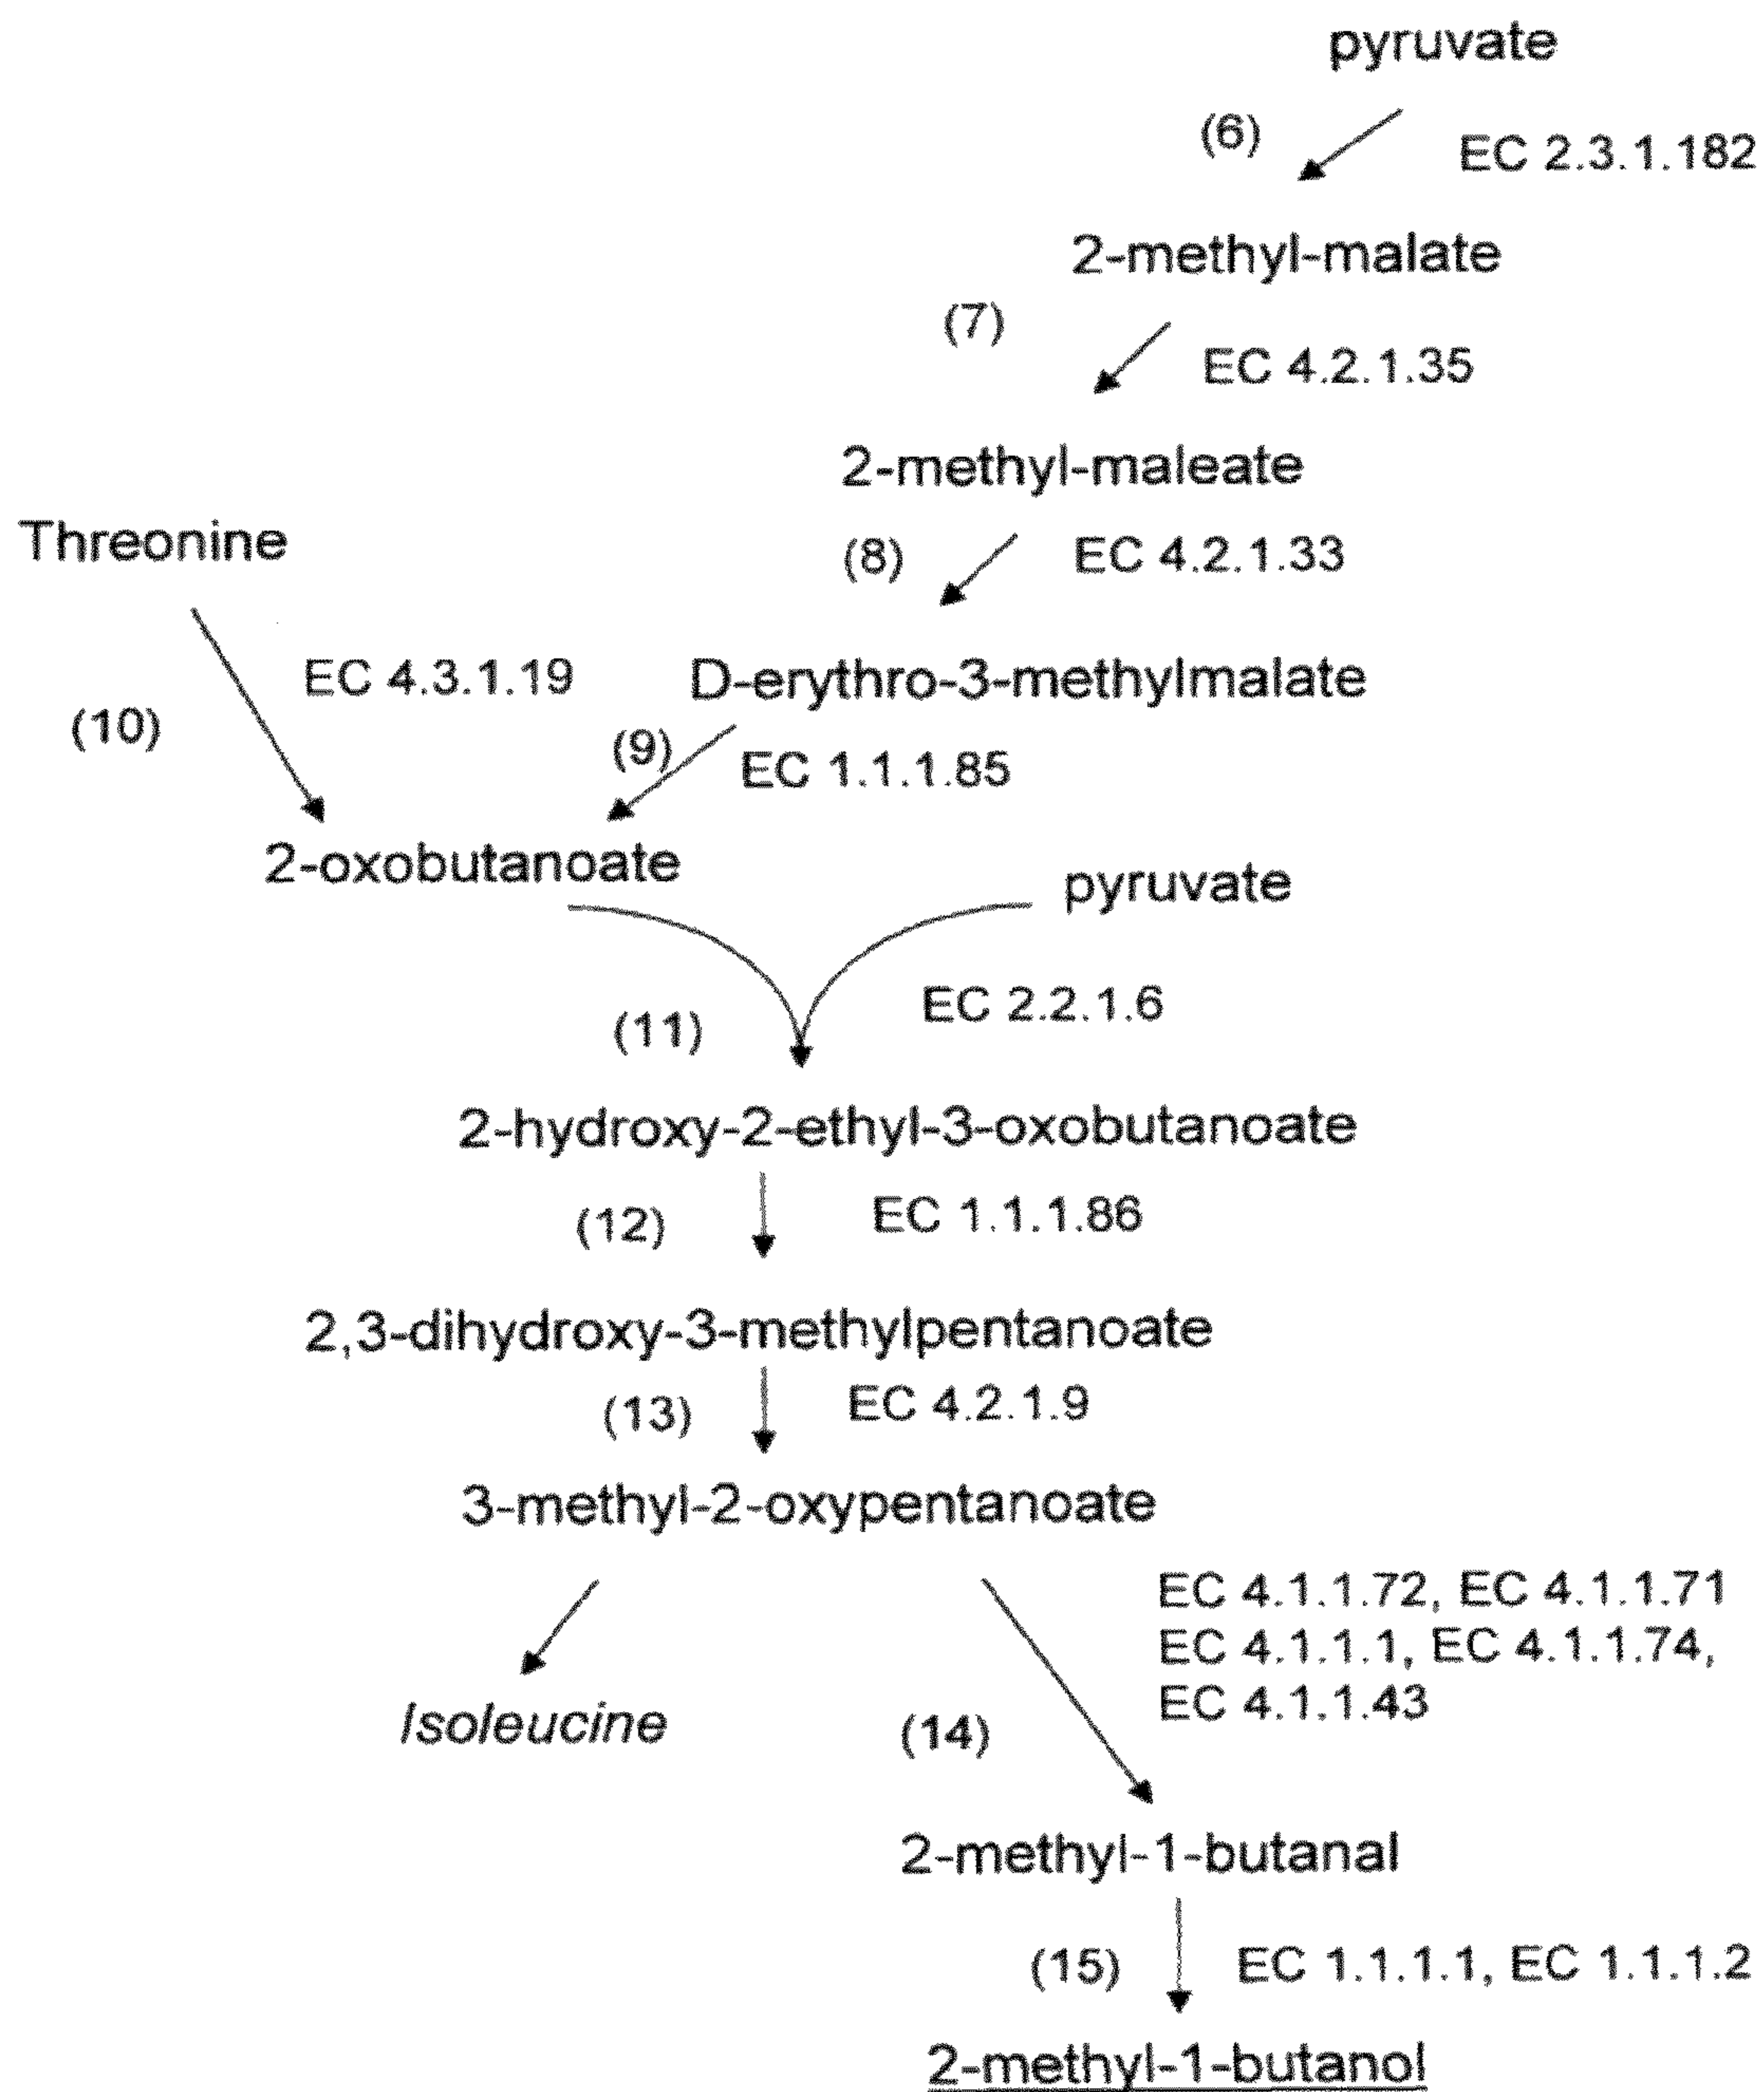 pyruvate
(6)
EC 2.3.1.182
2-methyl-malate
(7)
EC 4.2.1.35
2-methyl-maleate
Threonine
(8)
EC 4.2.1.33
EC 4.3.1.19
D-erythro-3-methylmalate
(10)
(9)
EC 1.1.1.85
2-oxobutanoate
pyruvate
EC 2.2.1.6
(11)
2-hydroxy-2-ethyl-3-oxobutanoate
(12)
EC 1.1.1.86
2,3-dihydroxy-3-methylpentanoate
(13)
EC 4.2.1.9
3-methyl-2-oxypentanoate
EC 4.1.1.72, EC 4.1.1.71
EC 4.1.1.1, EC 4.1.1.74,
EC 4.1.1.43
Isoleucine
(14)
2-methyl-1-butanal
(15)
EC 1.1.1.1, EC 1.1.1.2
2-methyl-1-butanol